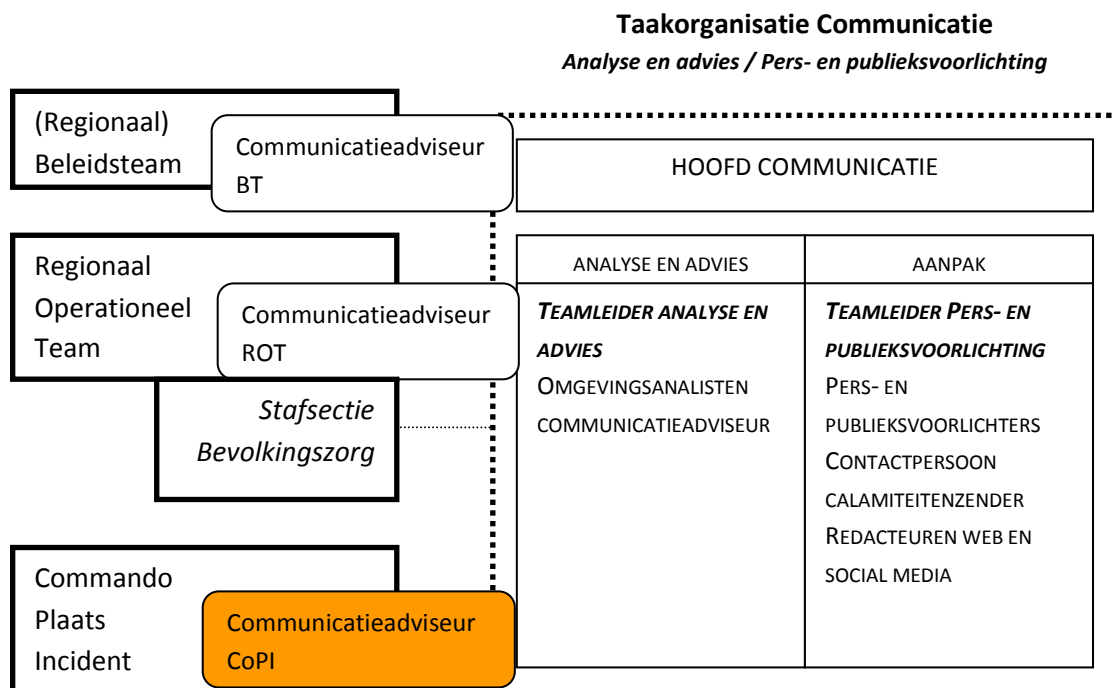 Taakorganisatie Communicatie
Analyse en advies / Pers- en publieksvoorlichting
(Regionaal)
Beleidsteam
Communicatieadviseur
BT
HOOFD COMMUNICATIE
Regionaal
Operationeel
Team
Communicatieadviseur
ROT
Stafsectie
Bevolkingszorg
Commando
Plaats
Incident
Communicatieadviseur
CoPI
ANALYSE EN ADVIES
TEAMLEIDER ANALYSE EN
ADVIES
OMGEVINGSANALISTEN
COMMUNICATIEADVISEUR
AANPAK
TEAMLEIDER PERS- EN
PUBLIEKSVOORLICHTING
PERS- EN
PUBLIEKSVOORLICHTERS
CONTACTPERSOON
CALAMITEITENZENDER
REDACTEUREN WEB EN
SOCIAL MEDIA